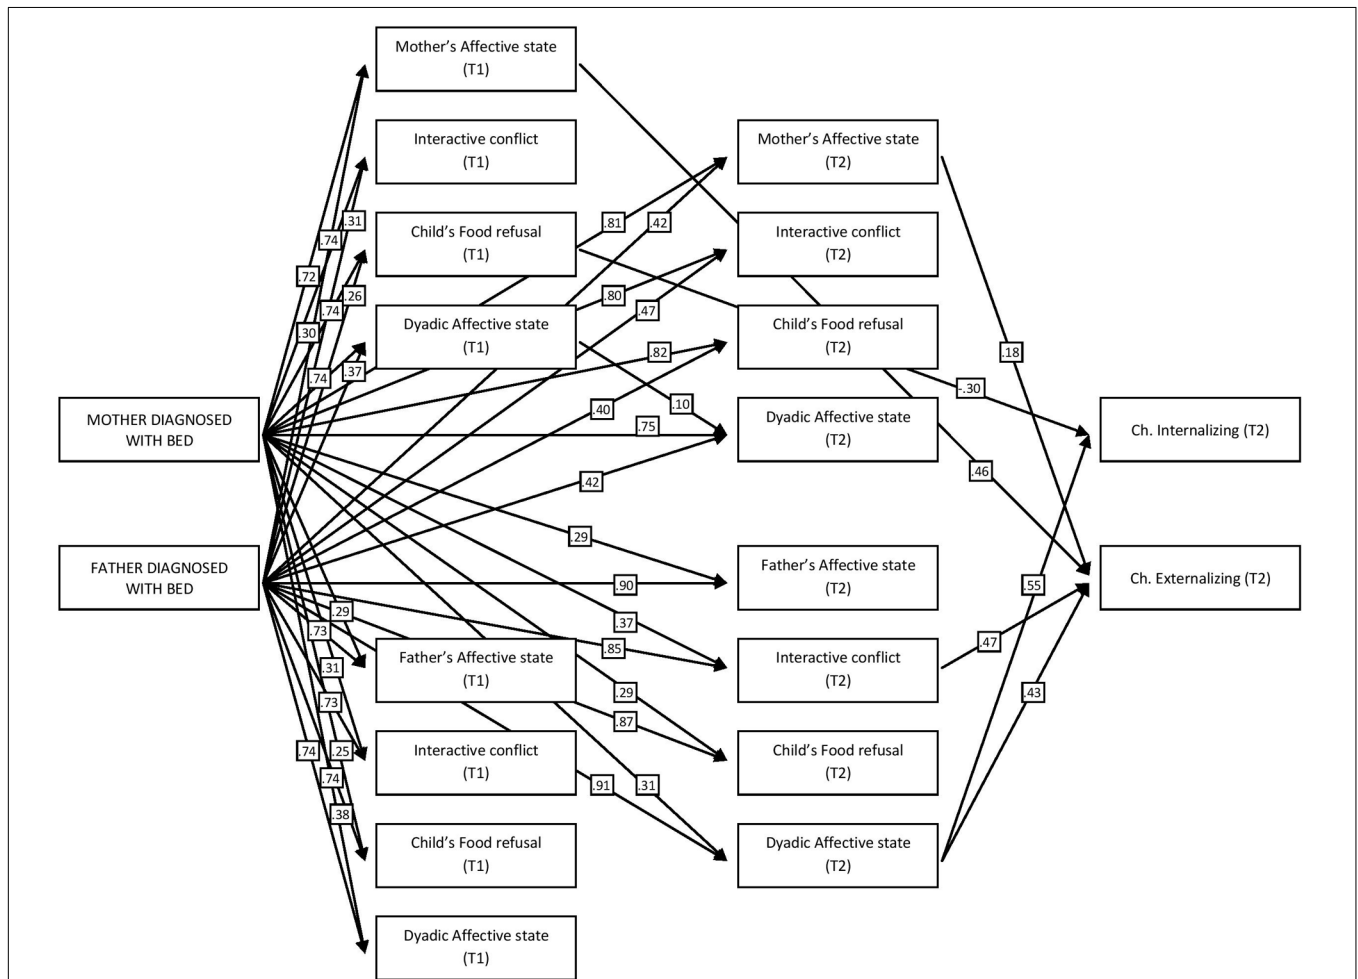 Mother's Affective state
(T1)
Interactive conflict
(T1)
Child's Food refusal
(T1)
Dyadic Affective state
(T1)
Mother's Affective state
(T2)
Interactive conflict
(T2)
Child's Food refusal
(T2)
Dyadic Affective state
(T2)
MOTHER DIAGNOSED
WITH BED
FATHER DIAGNOSED
WITH BED
Ch. Internalizing (T2)
Ch. Externalizing (T2)
Father's Affective state
(T2)
Interactive conflict
(T2)
Child's Food refusal
(T2)
Dyadic Affective state
(T2)
Father's Affective state
(T1)
Interactive conflict
(T1)
Child's Food refusal
(T1)
Dyadic Affective state
(T1)
.31
.74
.72
.26
.74
.30
.37
.74
.81
.42
.80
.47
.82
.40
.10
.75
.42
.29
.90
.37
.85
.29
.87
.91
.31
.29
.73
.31
.73
.74
.25
.74
.38
.18
-.30
.46
.55
.47
.43